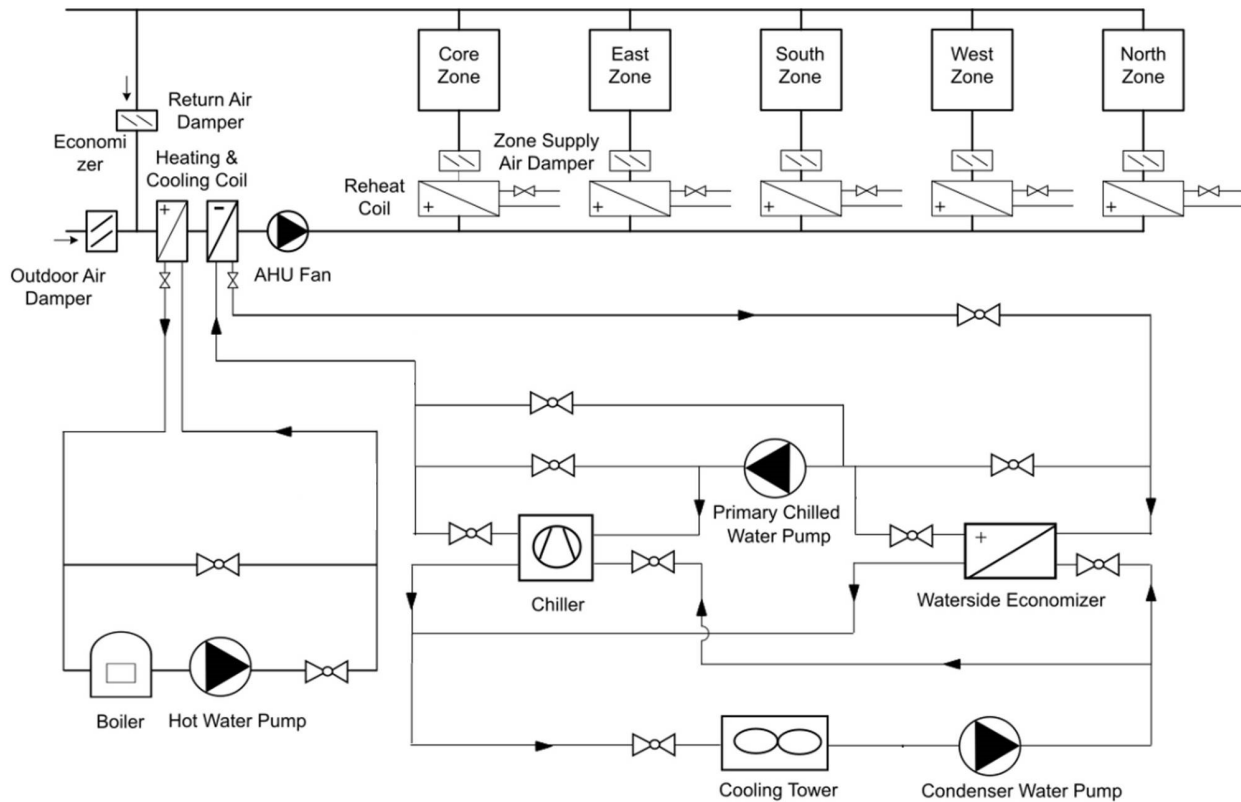 Core
Zone
East
Zone
South
Zone
West
Zone
North
Zone
Return Air
Damper
Economi
zer
Heating &
Cooling Coil
Zone Supply
Air Damper
Reheat
Coil
+
+
+
+
+
+
-
Outdoor Air
Damper
AHU Fan
Primary Chilled
Water Pump
+
Chiller
Waterside Economizer
Boiler
Hot Water Pump
Cooling Tower
Condenser Water Pump